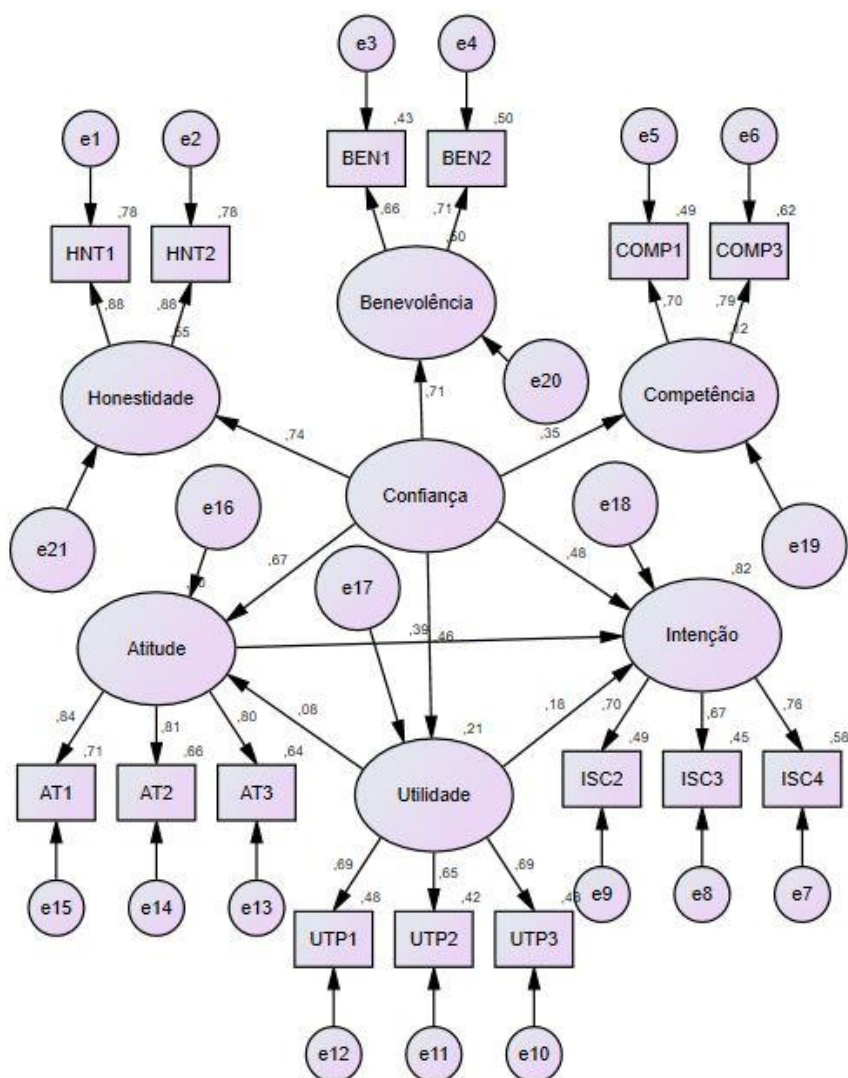 e3
e4
e1
e2
,43
,50
e5
e6
BEN1
BEN2
,78
,78
,66
,71
,49
,62
HNT1
HNT2
,50
COMP1
COMP3
,88
,88
Benevolência
,70
,79
,55
,12
e20
Honestidade
,71
Competência
,74
,35
Confiança
e16
e18
e21
e19
,67
,48
e17
,82
,39
,46
Atitude
Intenção
,84
,81
,80
,08
,18
,70
,67
,76
,71
,66
,64
,21
,49
,45
,58
AT1
AT2
AT3
Utilidade
ISC2
ISC3
ISC4
,69
,65
,69
e15
e14
e13
,48
,42
e9
e8
e7
UTP1
UTP2
UTP3
e12
e11
e10